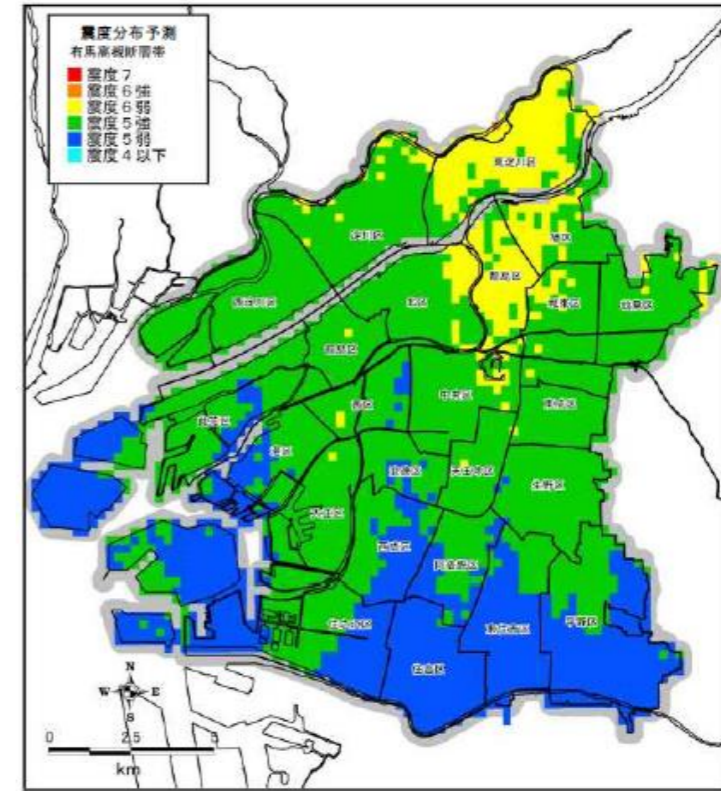 震度分布予測
有馬高槻断層帯
震度7
震度6強
震度6弱
震度5強
震度5弱
震度4以下
東淀川区
淀川区
旭区
都島区
西淀川区
北区
城東区
鶴見区
福島区
此花区
西区
中央区
東成区
港区
浪速区
天王寺区
生野区
大正区
西成区
阿倍野区
住之江区
東住吉区
平野区
住吉区
N
W
E
S
0
2.5
5
km